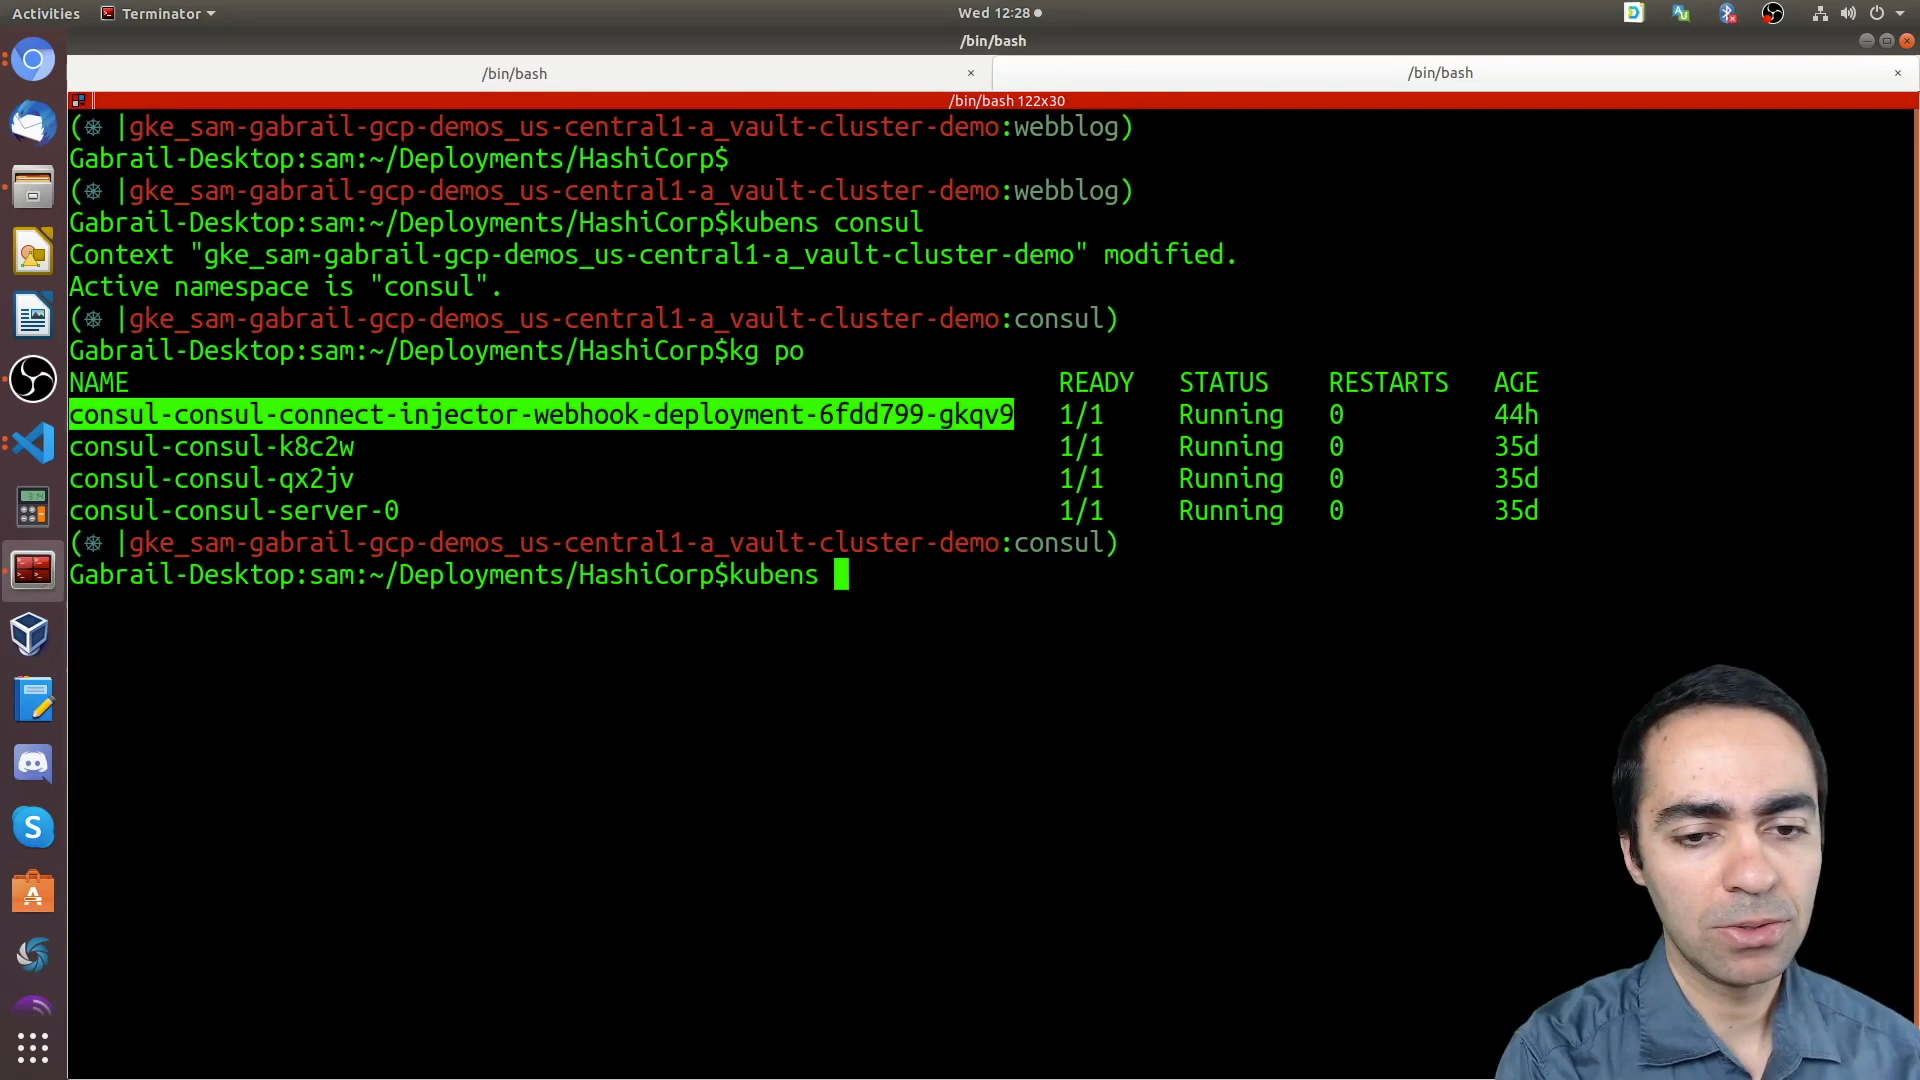 Activities Terminator Wed 12:28
/bin/bash
/bin/bash × /bin/bash ×
/bin/bash 122x30
(⎈ |gke_sam-gabrail-gcp-demos_us-central1-a_vault-cluster-demo:webblog)
Gabrail-Desktop:sam:~/Deployments/HashiCorp$
(⎈ |gke_sam-gabrail-gcp-demos_us-central1-a_vault-cluster-demo:webblog)
Gabrail-Desktop:sam:~/Deployments/HashiCorp$kubens consul
Context "gke_sam-gabrail-gcp-demos_us-central1-a_vault-cluster-demo" modified.
Active namespace is "consul".
(⎈ |gke_sam-gabrail-gcp-demos_us-central1-a_vault-cluster-demo:consul)
Gabrail-Desktop:sam:~/Deployments/HashiCorp$kg po
NAME READY STATUS RESTARTS AGE
consul-consul-connect-injector-webhook-deployment-6fdd799-gkqv9 1/1 Running 0 44h
consul-consul-k8c2w 1/1 Running 0 35d
consul-consul-qx2jv 1/1 Running 0 35d
consul-consul-server-0 1/1 Running 0 35d
(⎈ |gke_sam-gabrail-gcp-demos_us-central1-a_vault-cluster-demo:consul)
Gabrail-Desktop:sam:~/Deployments/HashiCorp$kubens